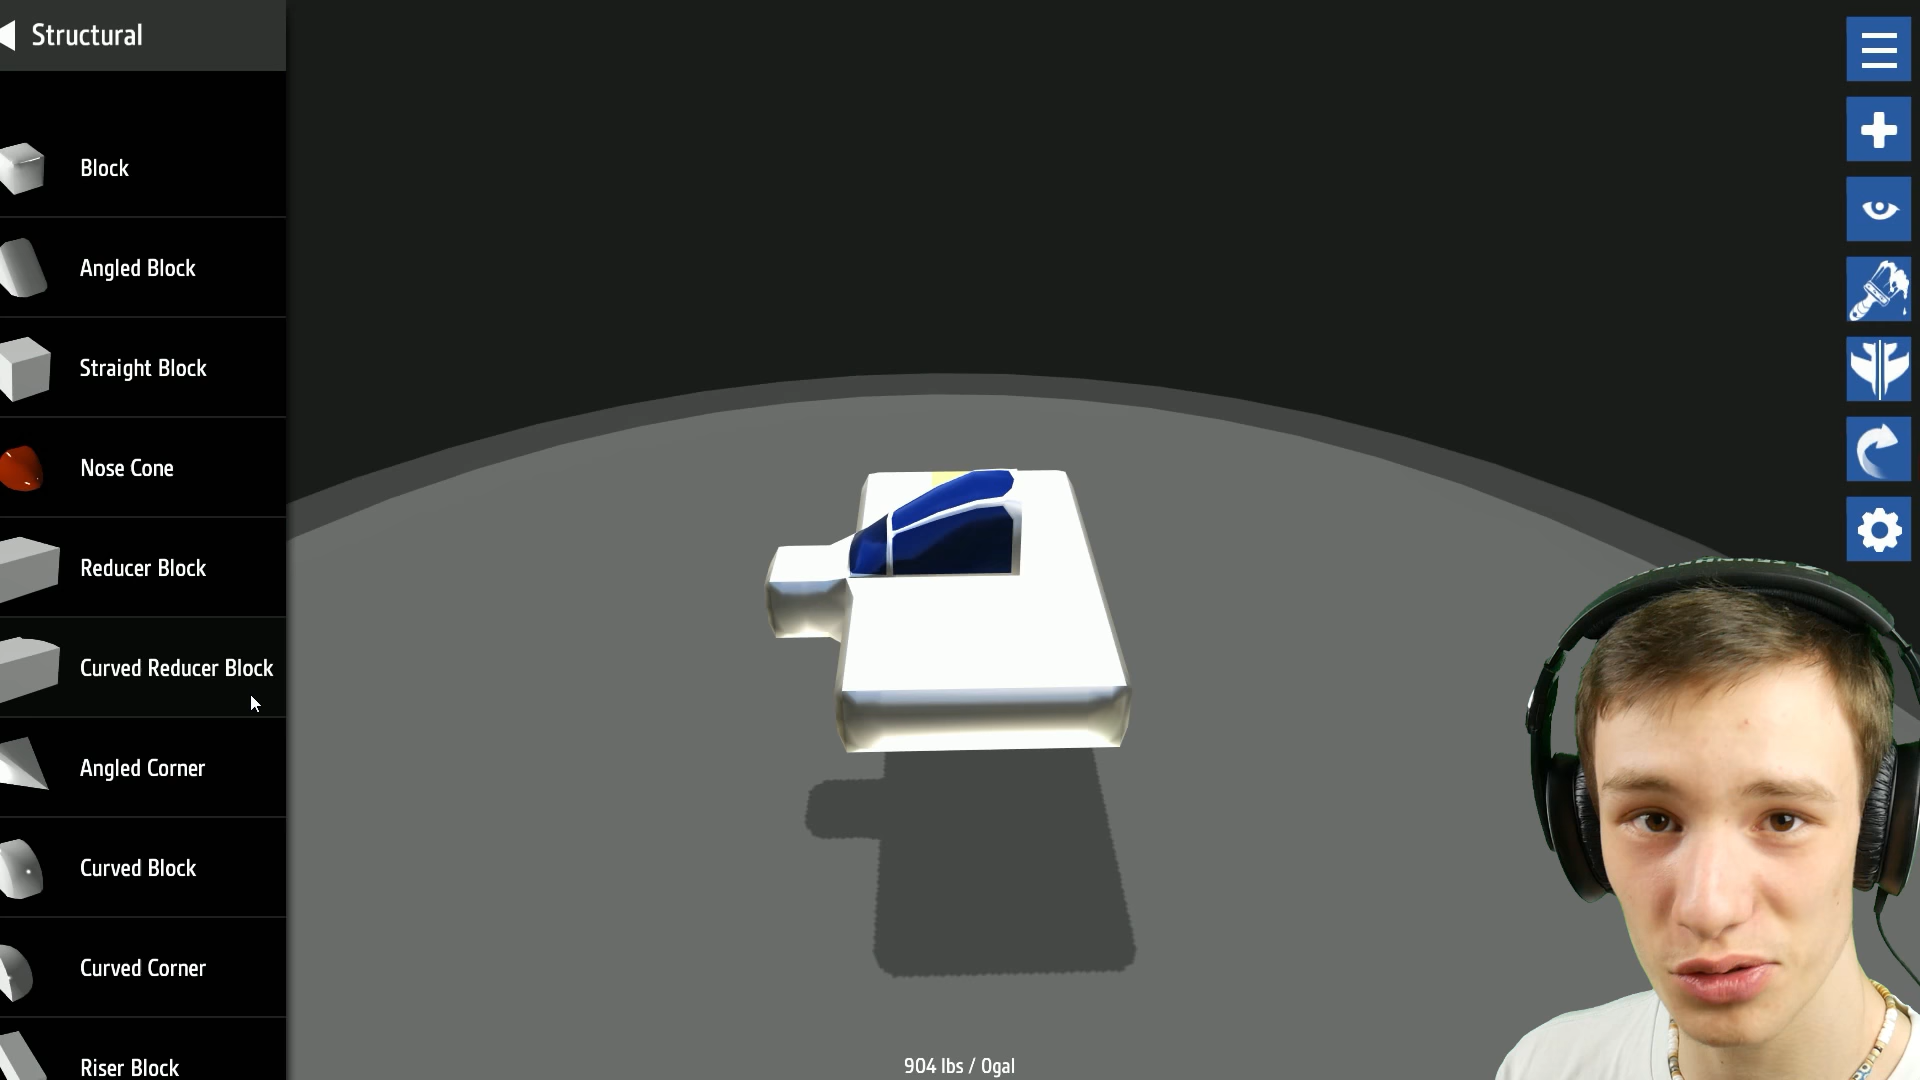 Structural
Block
Angled Block
Straight Block
Nose Cone
Reducer Block
Curved Reducer Block
Angled Corner
Curved Block
Curved Corner
Riser Block
904 lbs / 0gal